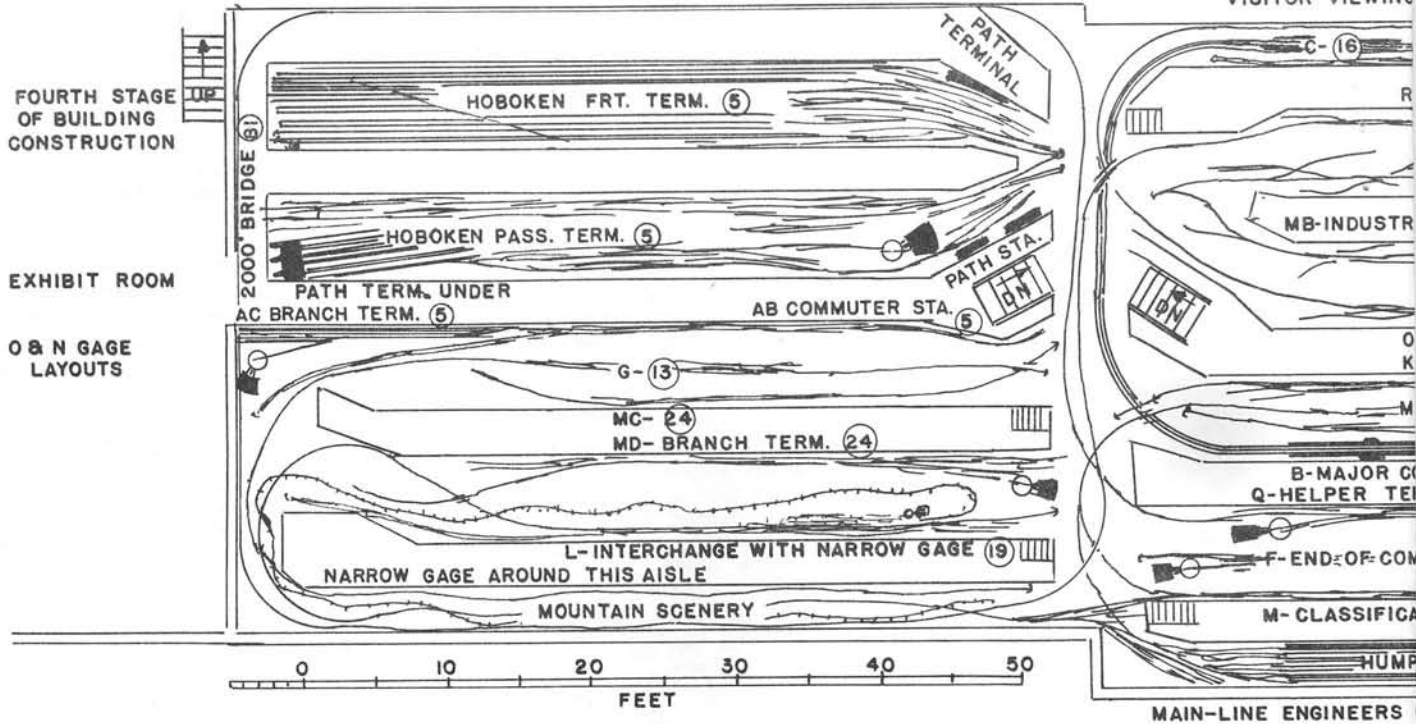 VISITOR VIEWING
PATH
TERMINAL
C- 16
FOURTH STAGE
OF BUILDING
CONSTRUCTION
UP
HOBOKEN FRT. TERM. 5
R
2000' BRIDGE 31
MB-INDUSTR
HOBOKEN PASS. TERM. 5
EXHIBIT ROOM
PATH STA.
DN
DN
PATH TERM. UNDER
AC BRANCH TERM. 5
AB COMMUTER STA. 5
O & N GAGE
LAYOUTS
O
K
G- 13
MC- 24
M
MD- BRANCH TERM. 24
B-MAJOR CO
Q-HELPER TE
L-INTERCHANGE WITH NARROW GAGE 19
F-END-OF-COM
NARROW GAGE AROUND THIS AISLE
MOUNTAIN SCENERY
M- CLASSIFICA
HUMP
0 10 20 30 40 50
FEET
MAIN-LINE ENGINEERS